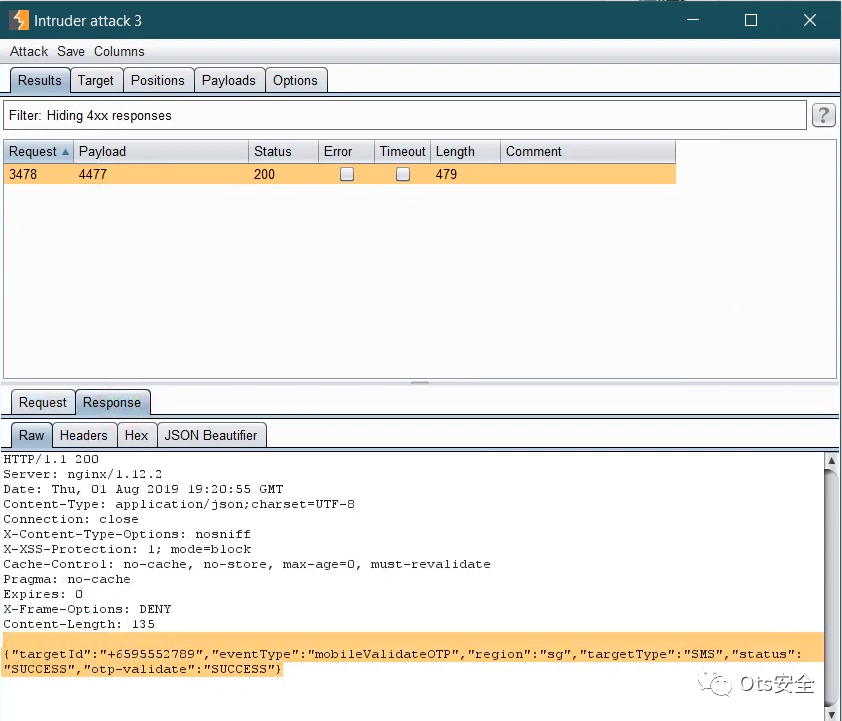 Intruder attack 3
Attack Save Columns
Results Target Positions Payloads Options
Filter: Hiding 4xx responses
?
Request Payload Status Error Timeout Length Comment
3478 4477 200 479
Request Response
Raw Headers Hex JSON Beautifier
HTTP/1.1 200
Server: nginx/1.12.2
Date: Thu, 01 Aug 2019 19:20:55 GMT
Content-Type: application/json;charset=UTF-8
Connection: close
X-Content-Type-Options: nosniff
X-XSS-Protection: 1; mode=block
Cache-Control: no-cache, no-store, max-age=0, must-revalidate
Pragma: no-cache
Expires: 0
X-Frame-Options: DENY
Content-Length: 135
{"targetId":"+6595552789","eventType":"mobileValidateOTP","region":"sg","targetType":"SMS","status":
"SUCCESS","otp-validate":"SUCCESS"}
Ots安全